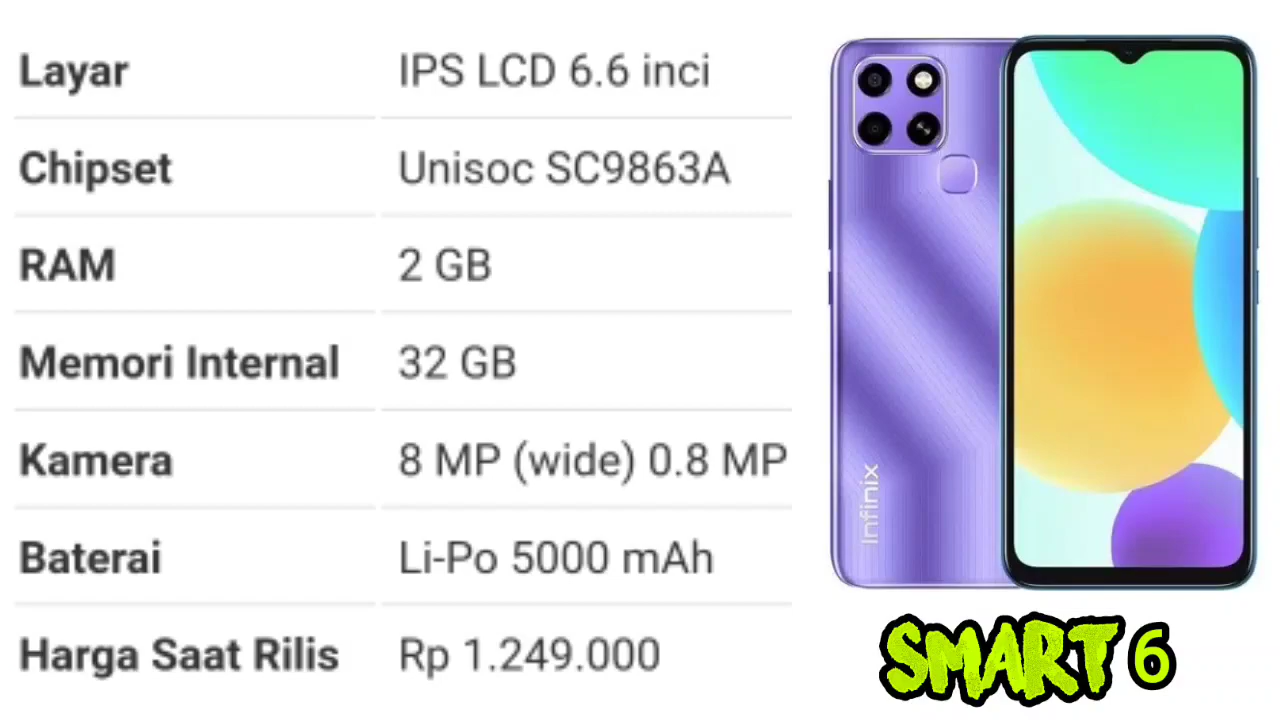 Layar IPS LCD 6.6 inci
Chipset Unisoc SC9863A
RAM 2 GB
Memori Internal 32 GB
Kamera 8 MP (wide) 0.8 MP
Baterai Li-Po 5000 mAh
Harga Saat Rilis Rp 1.249.000
Infinix
SMART 6